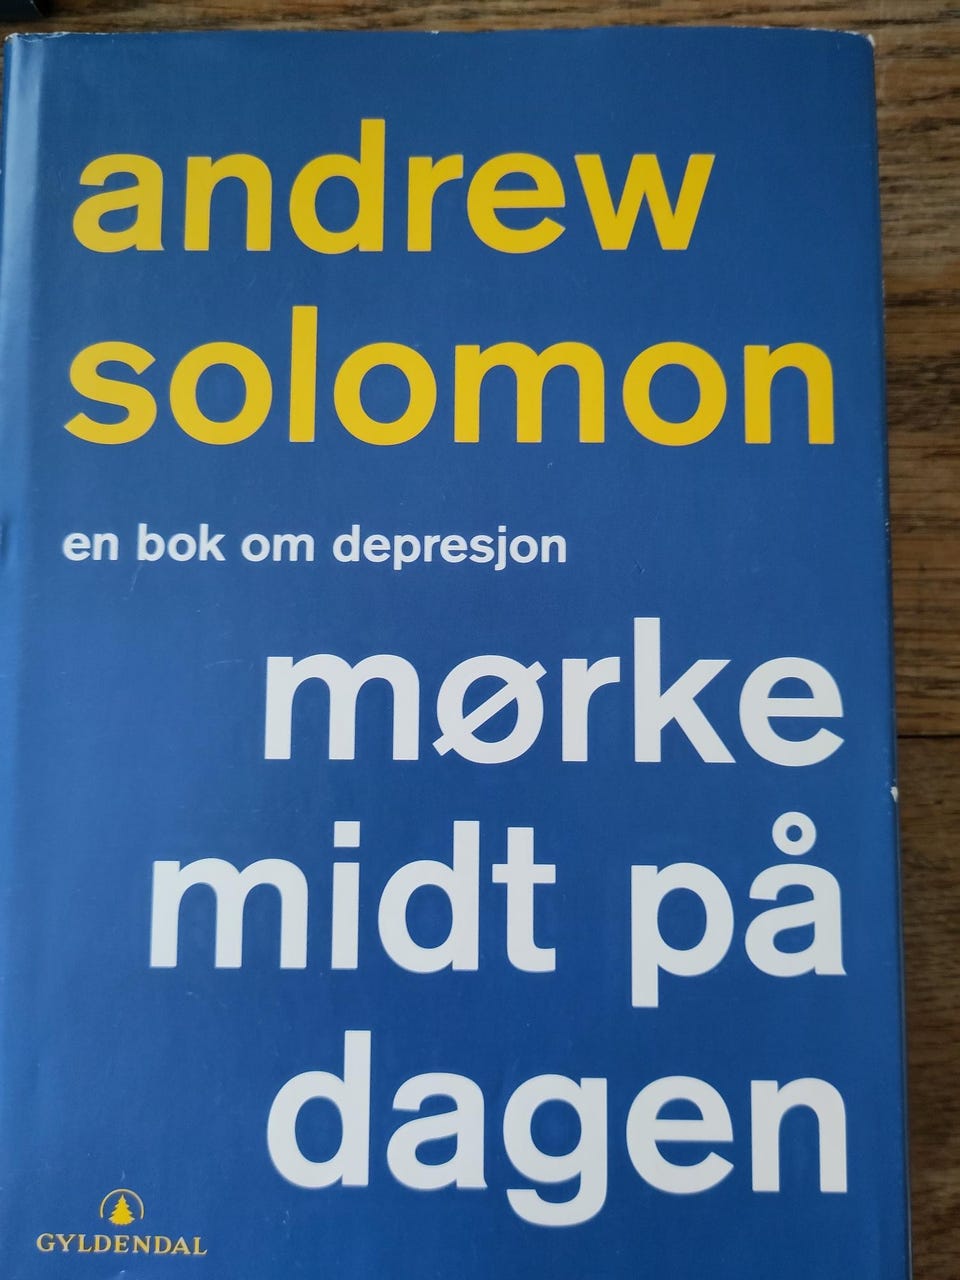 andrew
solomon
en bok om depresjon
mørke
midt på
dagen
GYLDENDAL